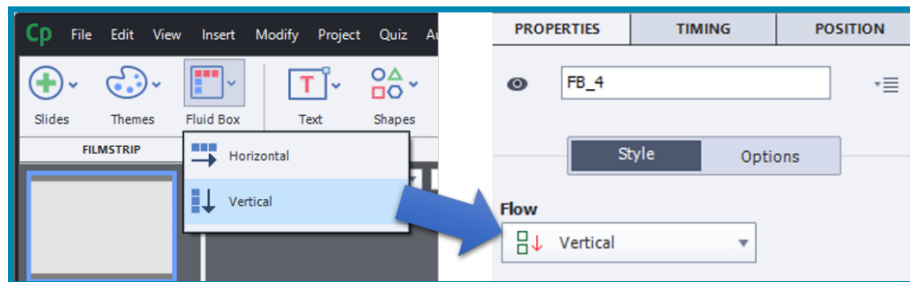 Cp File Edit View Insert Modify Project Quiz
Slides Themes Fluid Box Text Shapes
FILMSTRIP
Horizontal
Vertical
PROPERTIES TIMING POSITION
FB_4
Style Options
Flow
Vertical